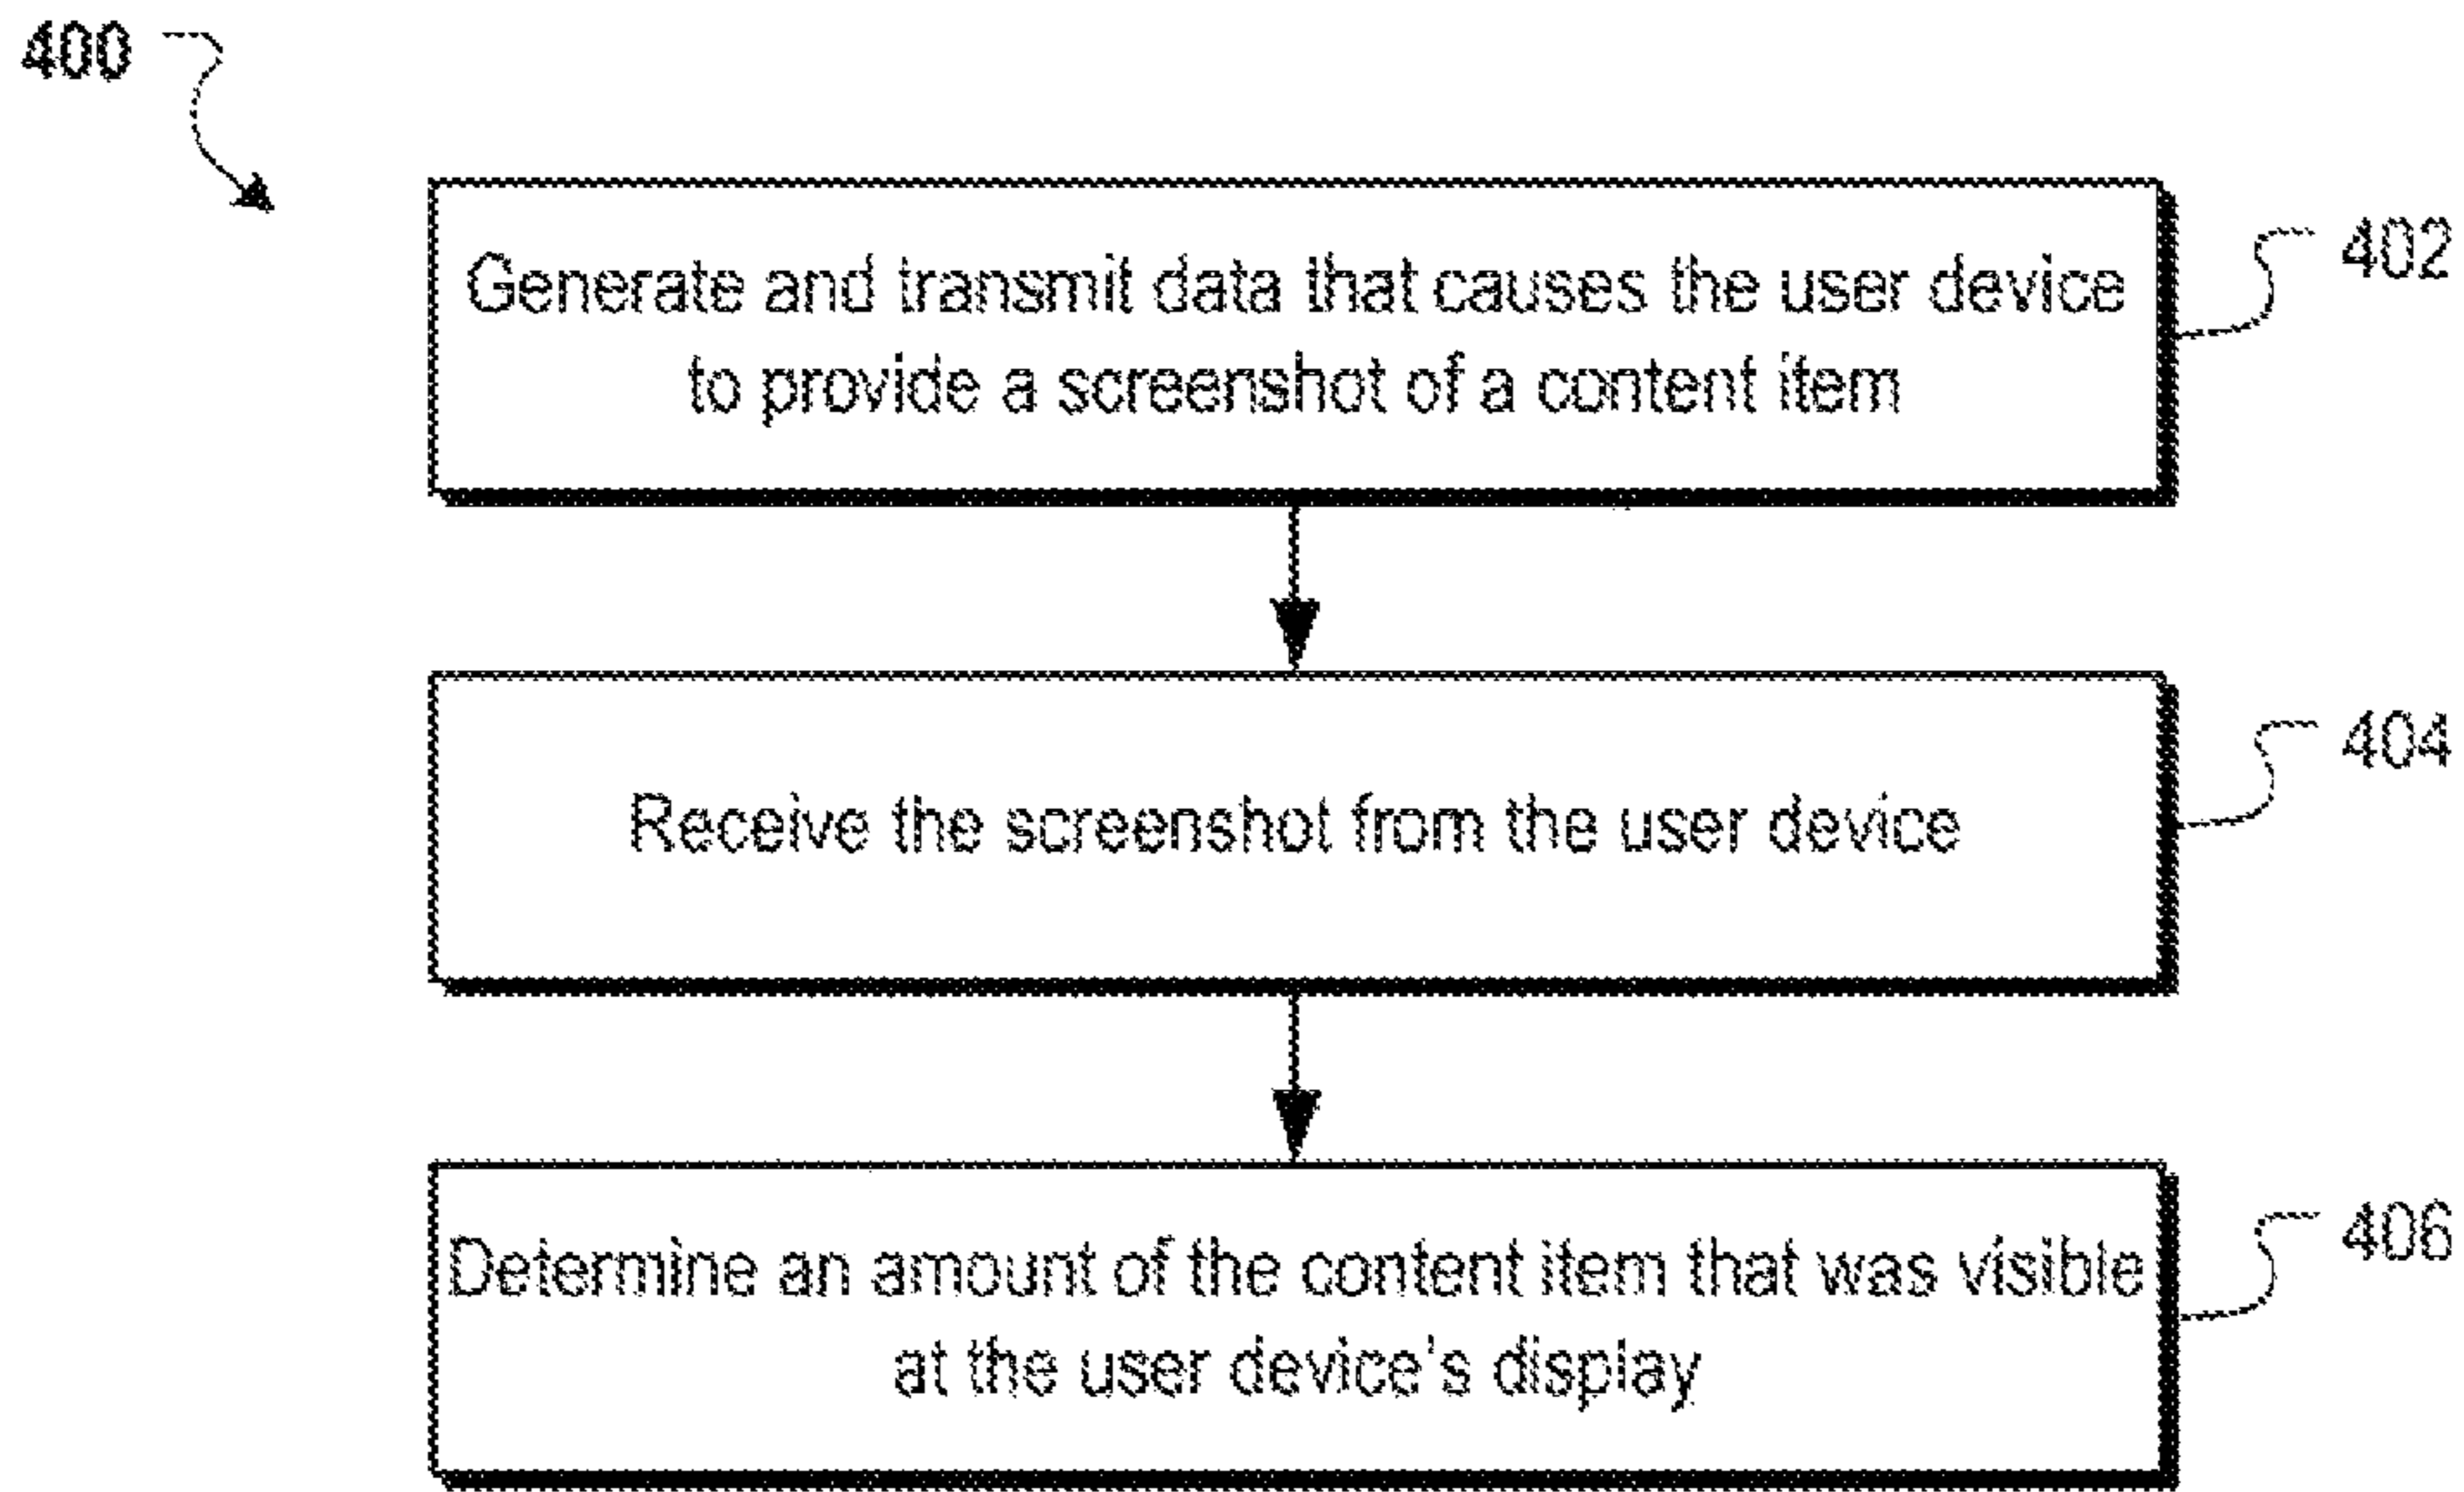 400
Generate and transmit data that causes the user device
to provide a screenshot of a content item
402
Receive the screenshot from the user device
404
Determine an amount of the content item that was visible
at the user device's display
406